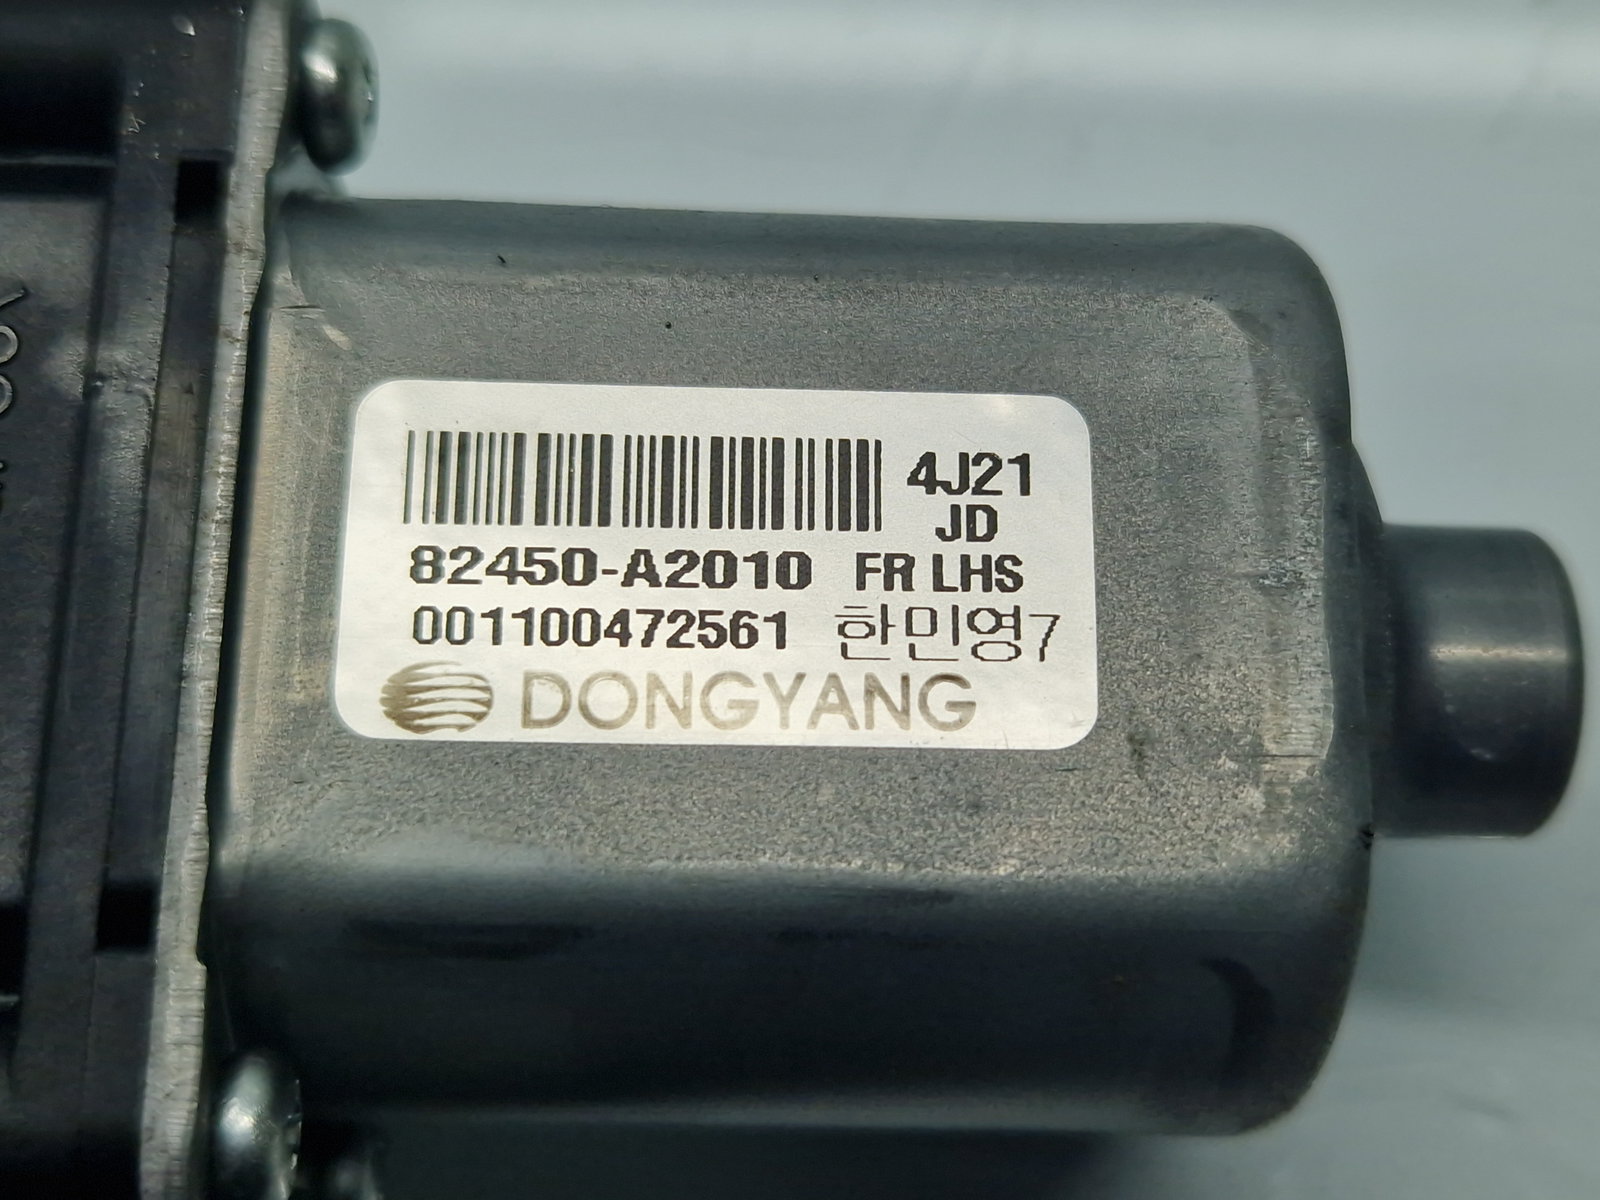 4J21
JD
82450-A2010 FR LHS
001100472561 한민영7
DONGYANG